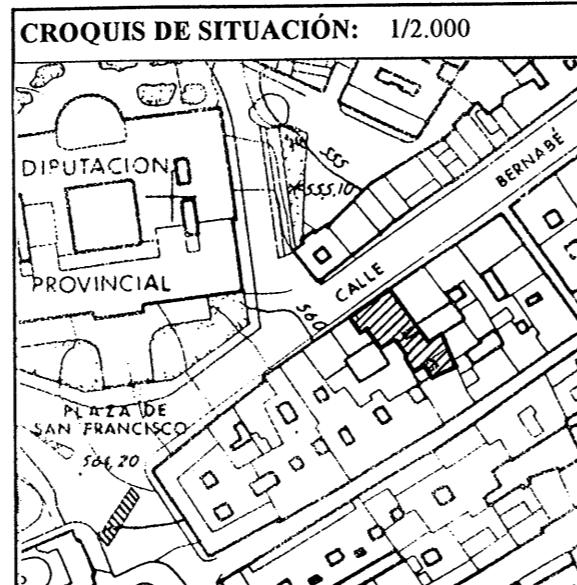 CROQUIS DE SITUACIÓN: 1/2.000
DIPUTACION
555
555,10
BERNABÉ
PROVINCIAL
CALLE
560
PLAZA DE
SAN FRANCISCO
564,20